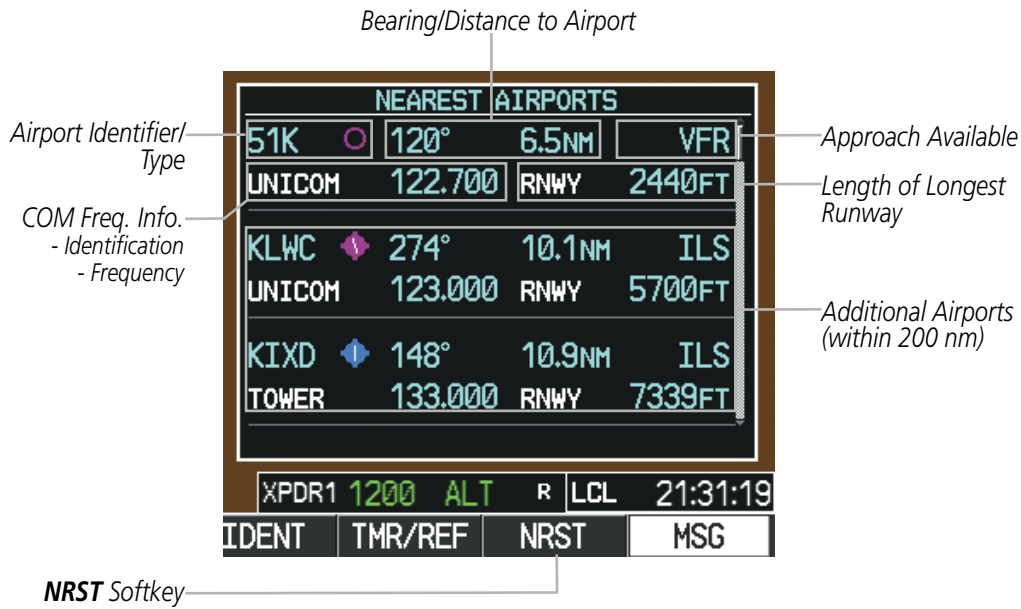 Bearing/Distance to Airport
NEAREST AIRPORTS
Airport Identifier/
Type
51K 120° 6.5NM VFR
Approach Available
UNICOM 122.700 RNWY 2440FT
Length of Longest
Runway
COM Freq. Info.
- Identification
- Frequency
KLWC 274° 10.1NM ILS
UNICOM 123.000 RNWY 5700FT
Additional Airports
(within 200 nm)
KIXD 148° 10.9NM ILS
TOWER 133.000 RNWY 7339FT
XPDR1 1200 ALT R LCL 21:31:19
IDENT TMR/REF NRST MSG
NRST Softkey